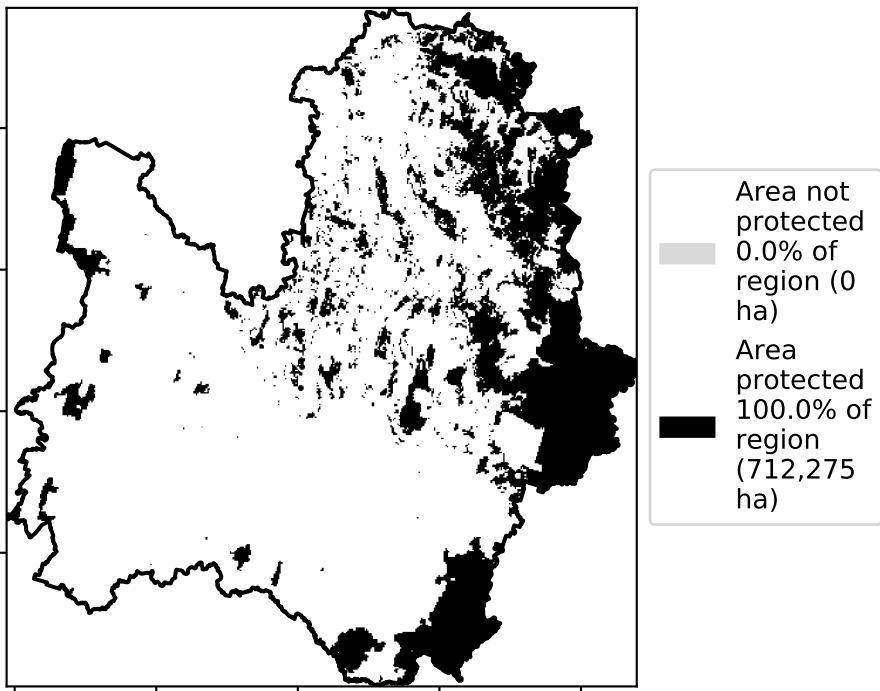 Area not
protected
0.0% of
region (0
ha)
Area
protected
100.0% of
region
(712,275
ha)